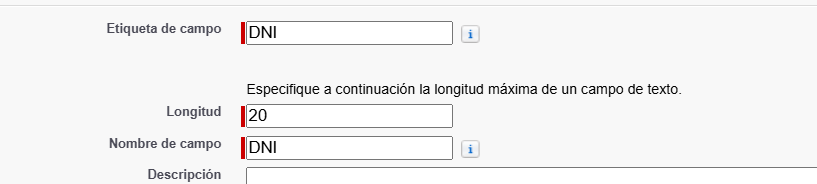 Etiqueta de campo DNI i
Especifique a continuación la longitud máxima de un campo de texto.
Longitud 20
Nombre de campo DNI i
Descripción